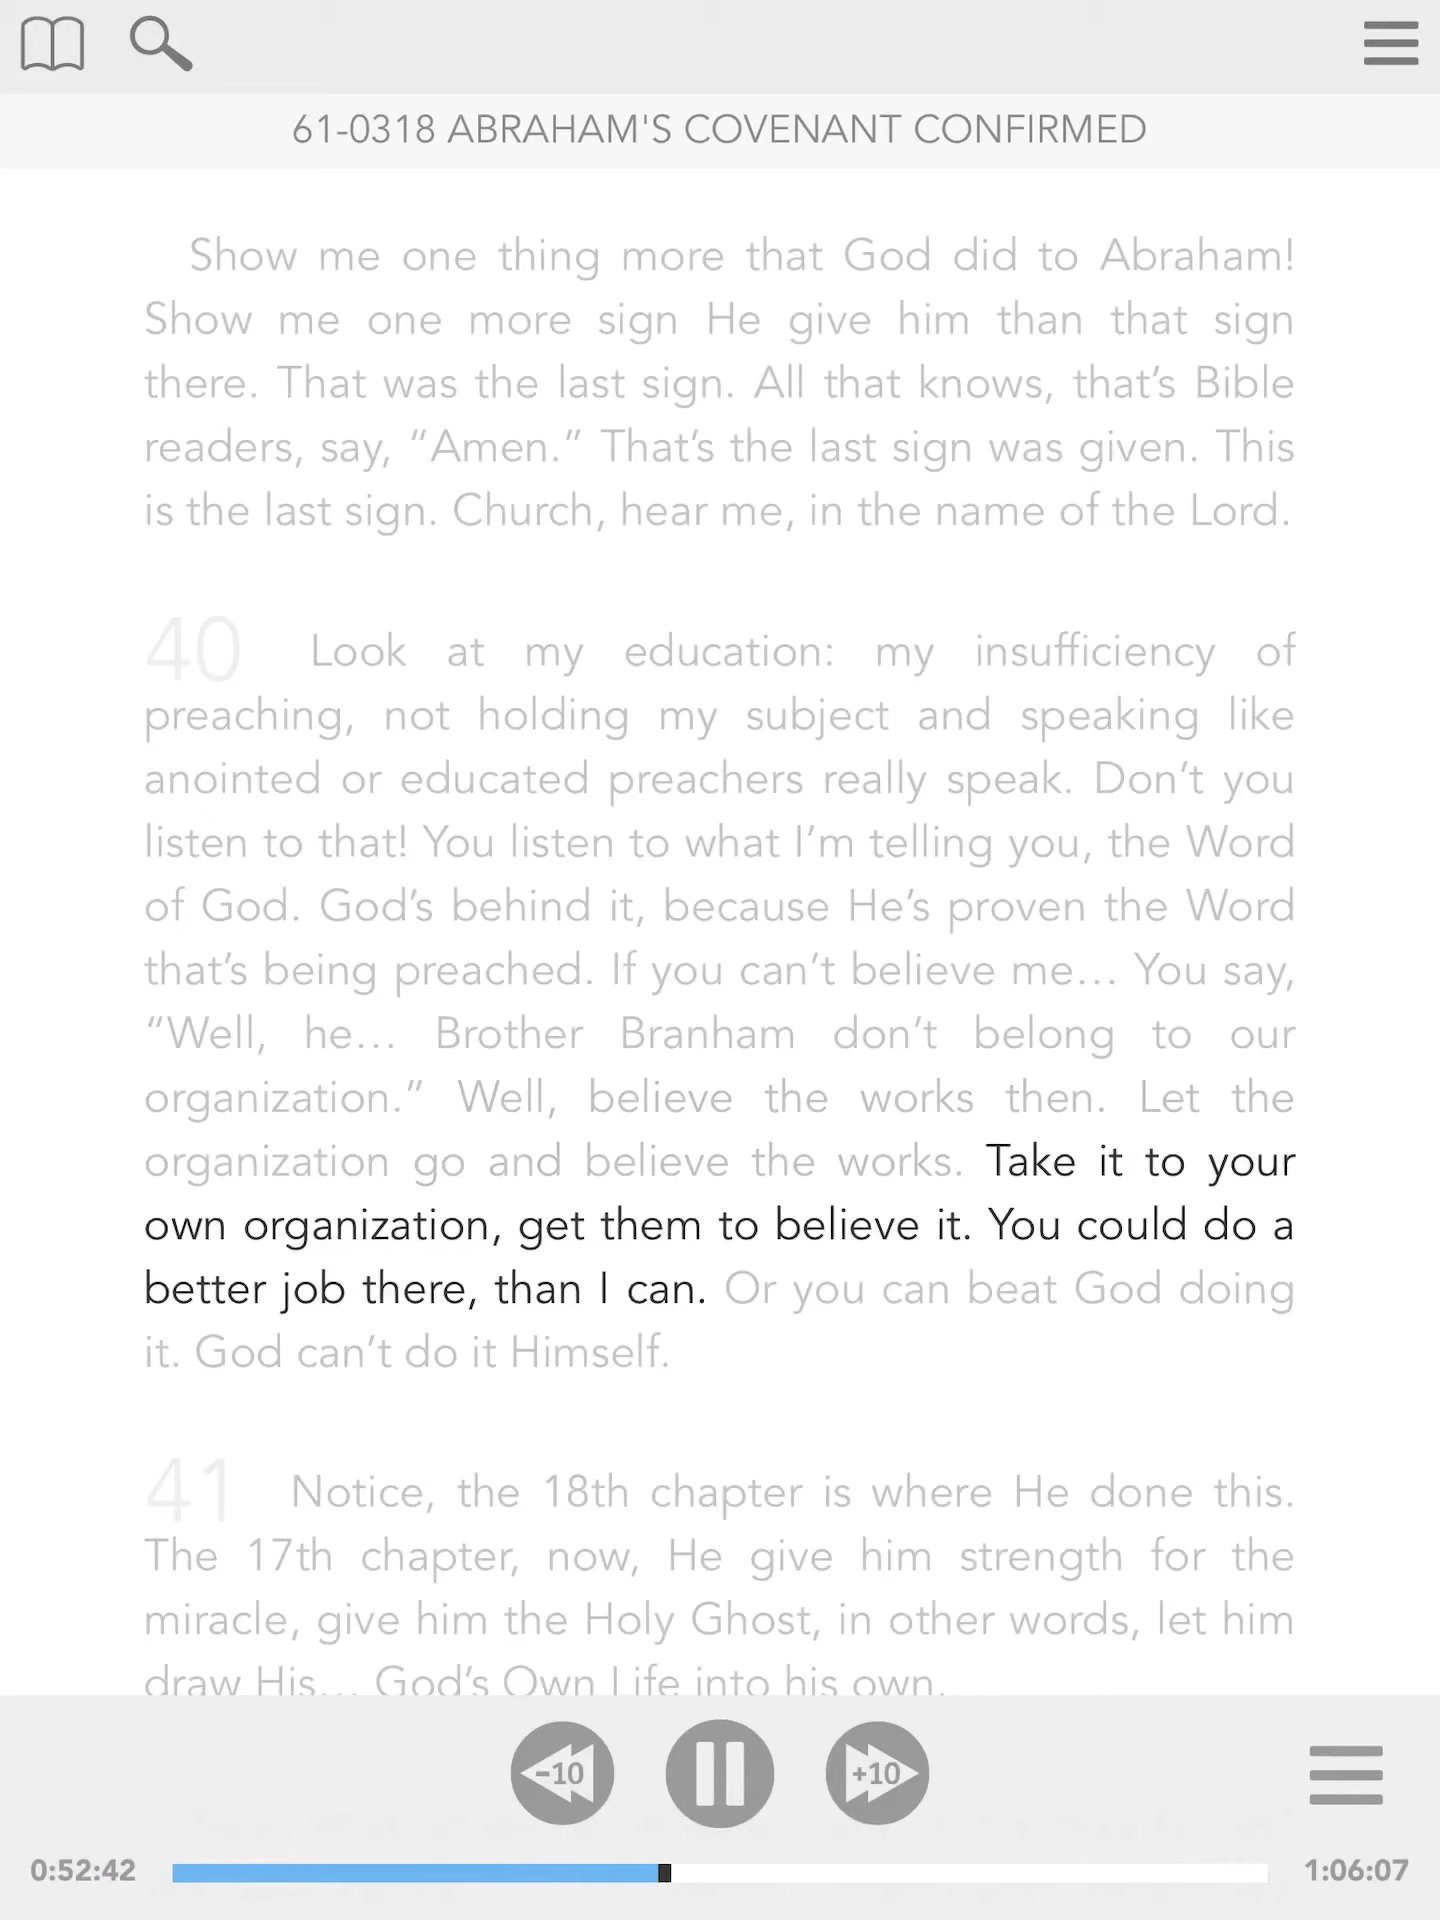 61-0318 ABRAHAM'S COVENANT CONFIRMED
Show me one thing more that God did to Abraham!
Show me one more sign He give him than that sign
there. That was the last sign. All that knows, that’s Bible
readers, say, “Amen.” That’s the last sign was given. This
is the last sign. Church, hear me, in the name of the Lord.
40 Look at my education: my insufficiency of
preaching, not holding my subject and speaking like
anointed or educated preachers really speak. Don’t you
listen to that! You listen to what I’m telling you, the Word
of God. God’s behind it, because He’s proven the Word
that’s being preached. If you can’t believe me… You say,
“Well, he… Brother Branham don’t belong to our
organization.” Well, believe the works then. Let the
organization go and believe the works. Take it to your
own organization, get them to believe it. You could do a
better job there, than I can. Or you can beat God doing
it. God can’t do it Himself.
41 Notice, the 18th chapter is where He done this.
The 17th chapter, now, He give him strength for the
miracle, give him the Holy Ghost, in other words, let him
draw His… God’s Own Life into his own.
-10 +10
0:52:42 1:06:07